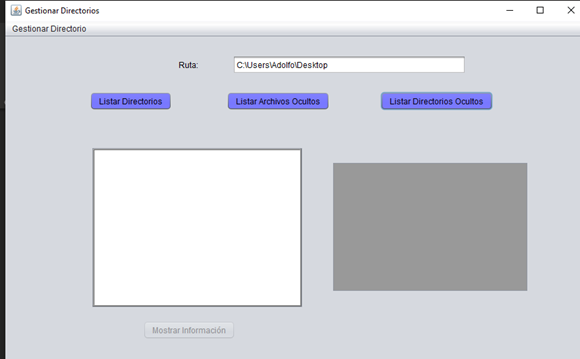 Gestionar Directorios
Gestionar Directorio
Ruta: C:\Users\Adolfo\Desktop
Listar Directorios Listar Archivos Ocultos Listar Directorios Ocultos
Mostrar Información